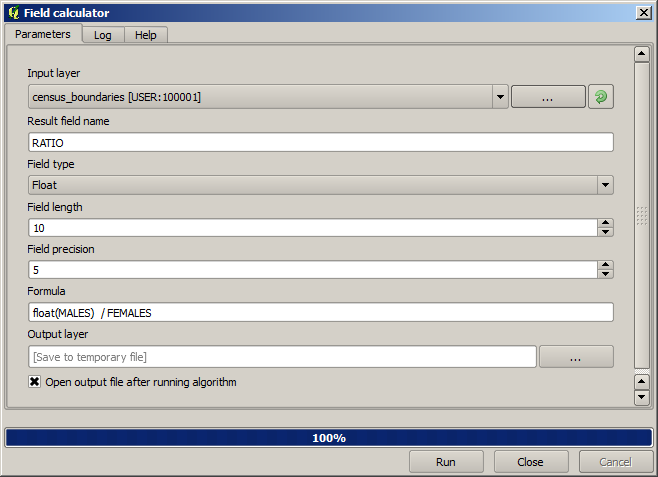 Field calculator
Parameters Log Help
Input layer
census_boundaries [USER:100001]
...
Result field name
RATIO
Field type
Float
Field length
10
Field precision
5
Formula
float(MALES) / FEMALES
Output layer
[Save to temporary file]
...
Open output file after running algorithm
100%
Run Close Cancel